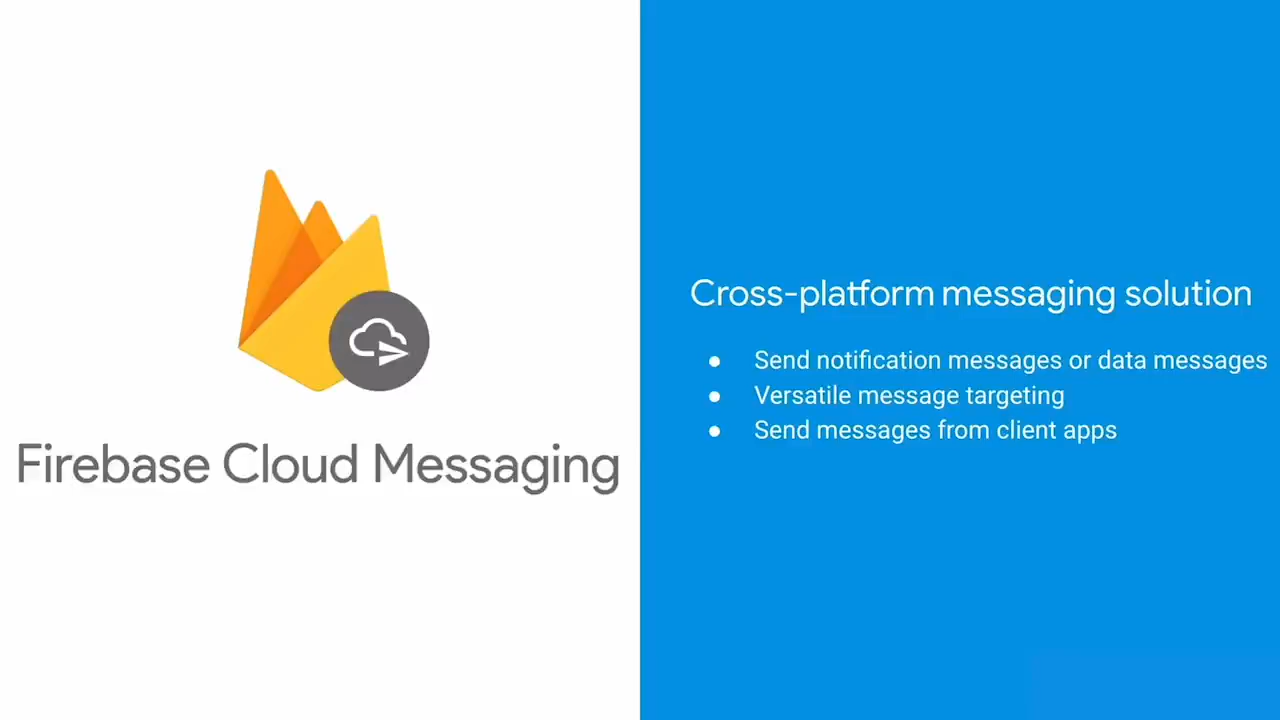 Firebase Cloud Messaging
Cross-platform messaging solution
● Send notification messages or data messages
● Versatile message targeting
● Send messages from client apps